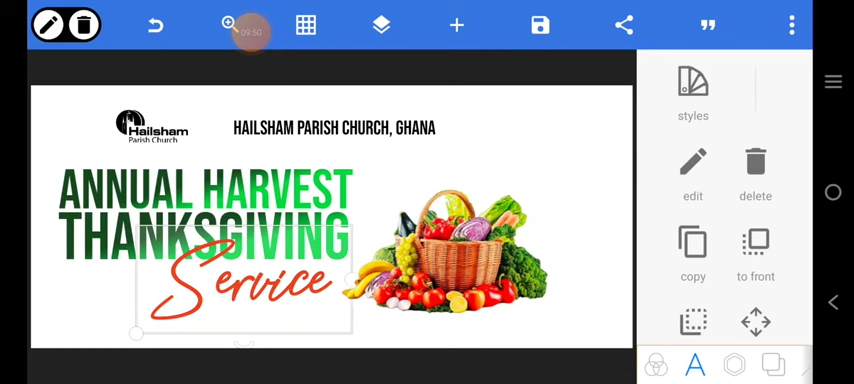 09:50
styles
Hailsham
Parish Church
HAILSHAM PARISH CHURCH, GHANA
edit
delete
ANNUAL HARVEST
THANKSGIVING
Service
copy
to front